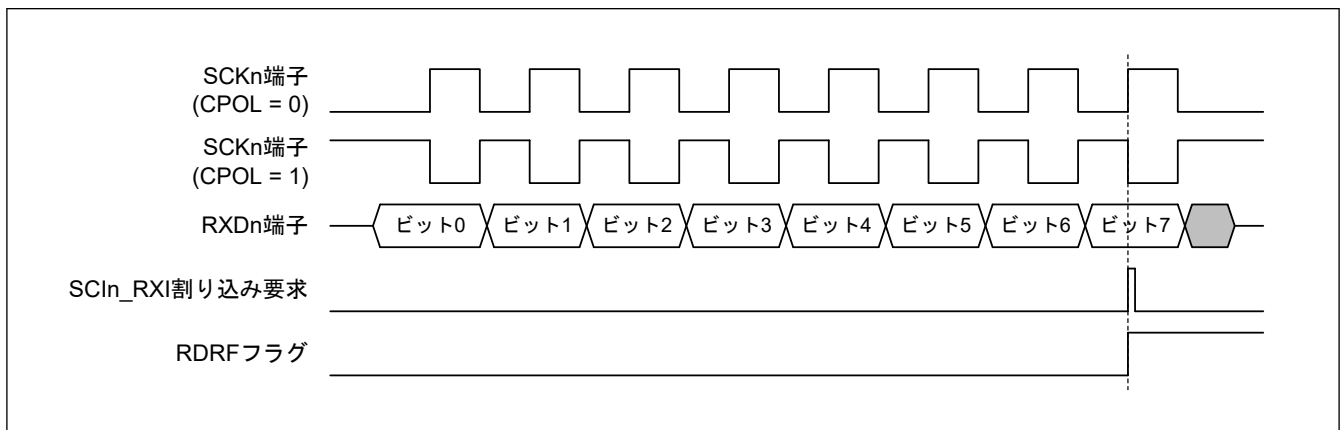 SCKn端子
(CPOL = 0)
SCKn端子
(CPOL = 1)
RXDn端子
ビット0 ビット1 ビット2 ビット3 ビット4 ビット5 ビット6 ビット7
SCIn_RXI割り込み要求
RDRFフラグ